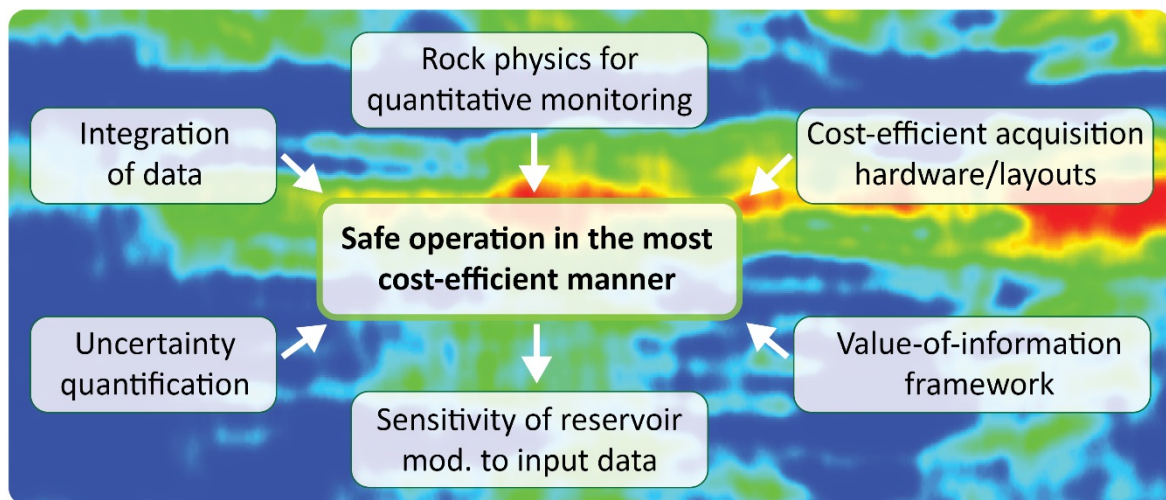 Rock physics for
quantitative monitoring
Integration
of data
Cost-efficient acquisition
hardware/layouts
Safe operation in the most
cost-efficient manner
Uncertainty
quantification
Value-of-information
framework
Sensitivity of reservoir
mod. to input data